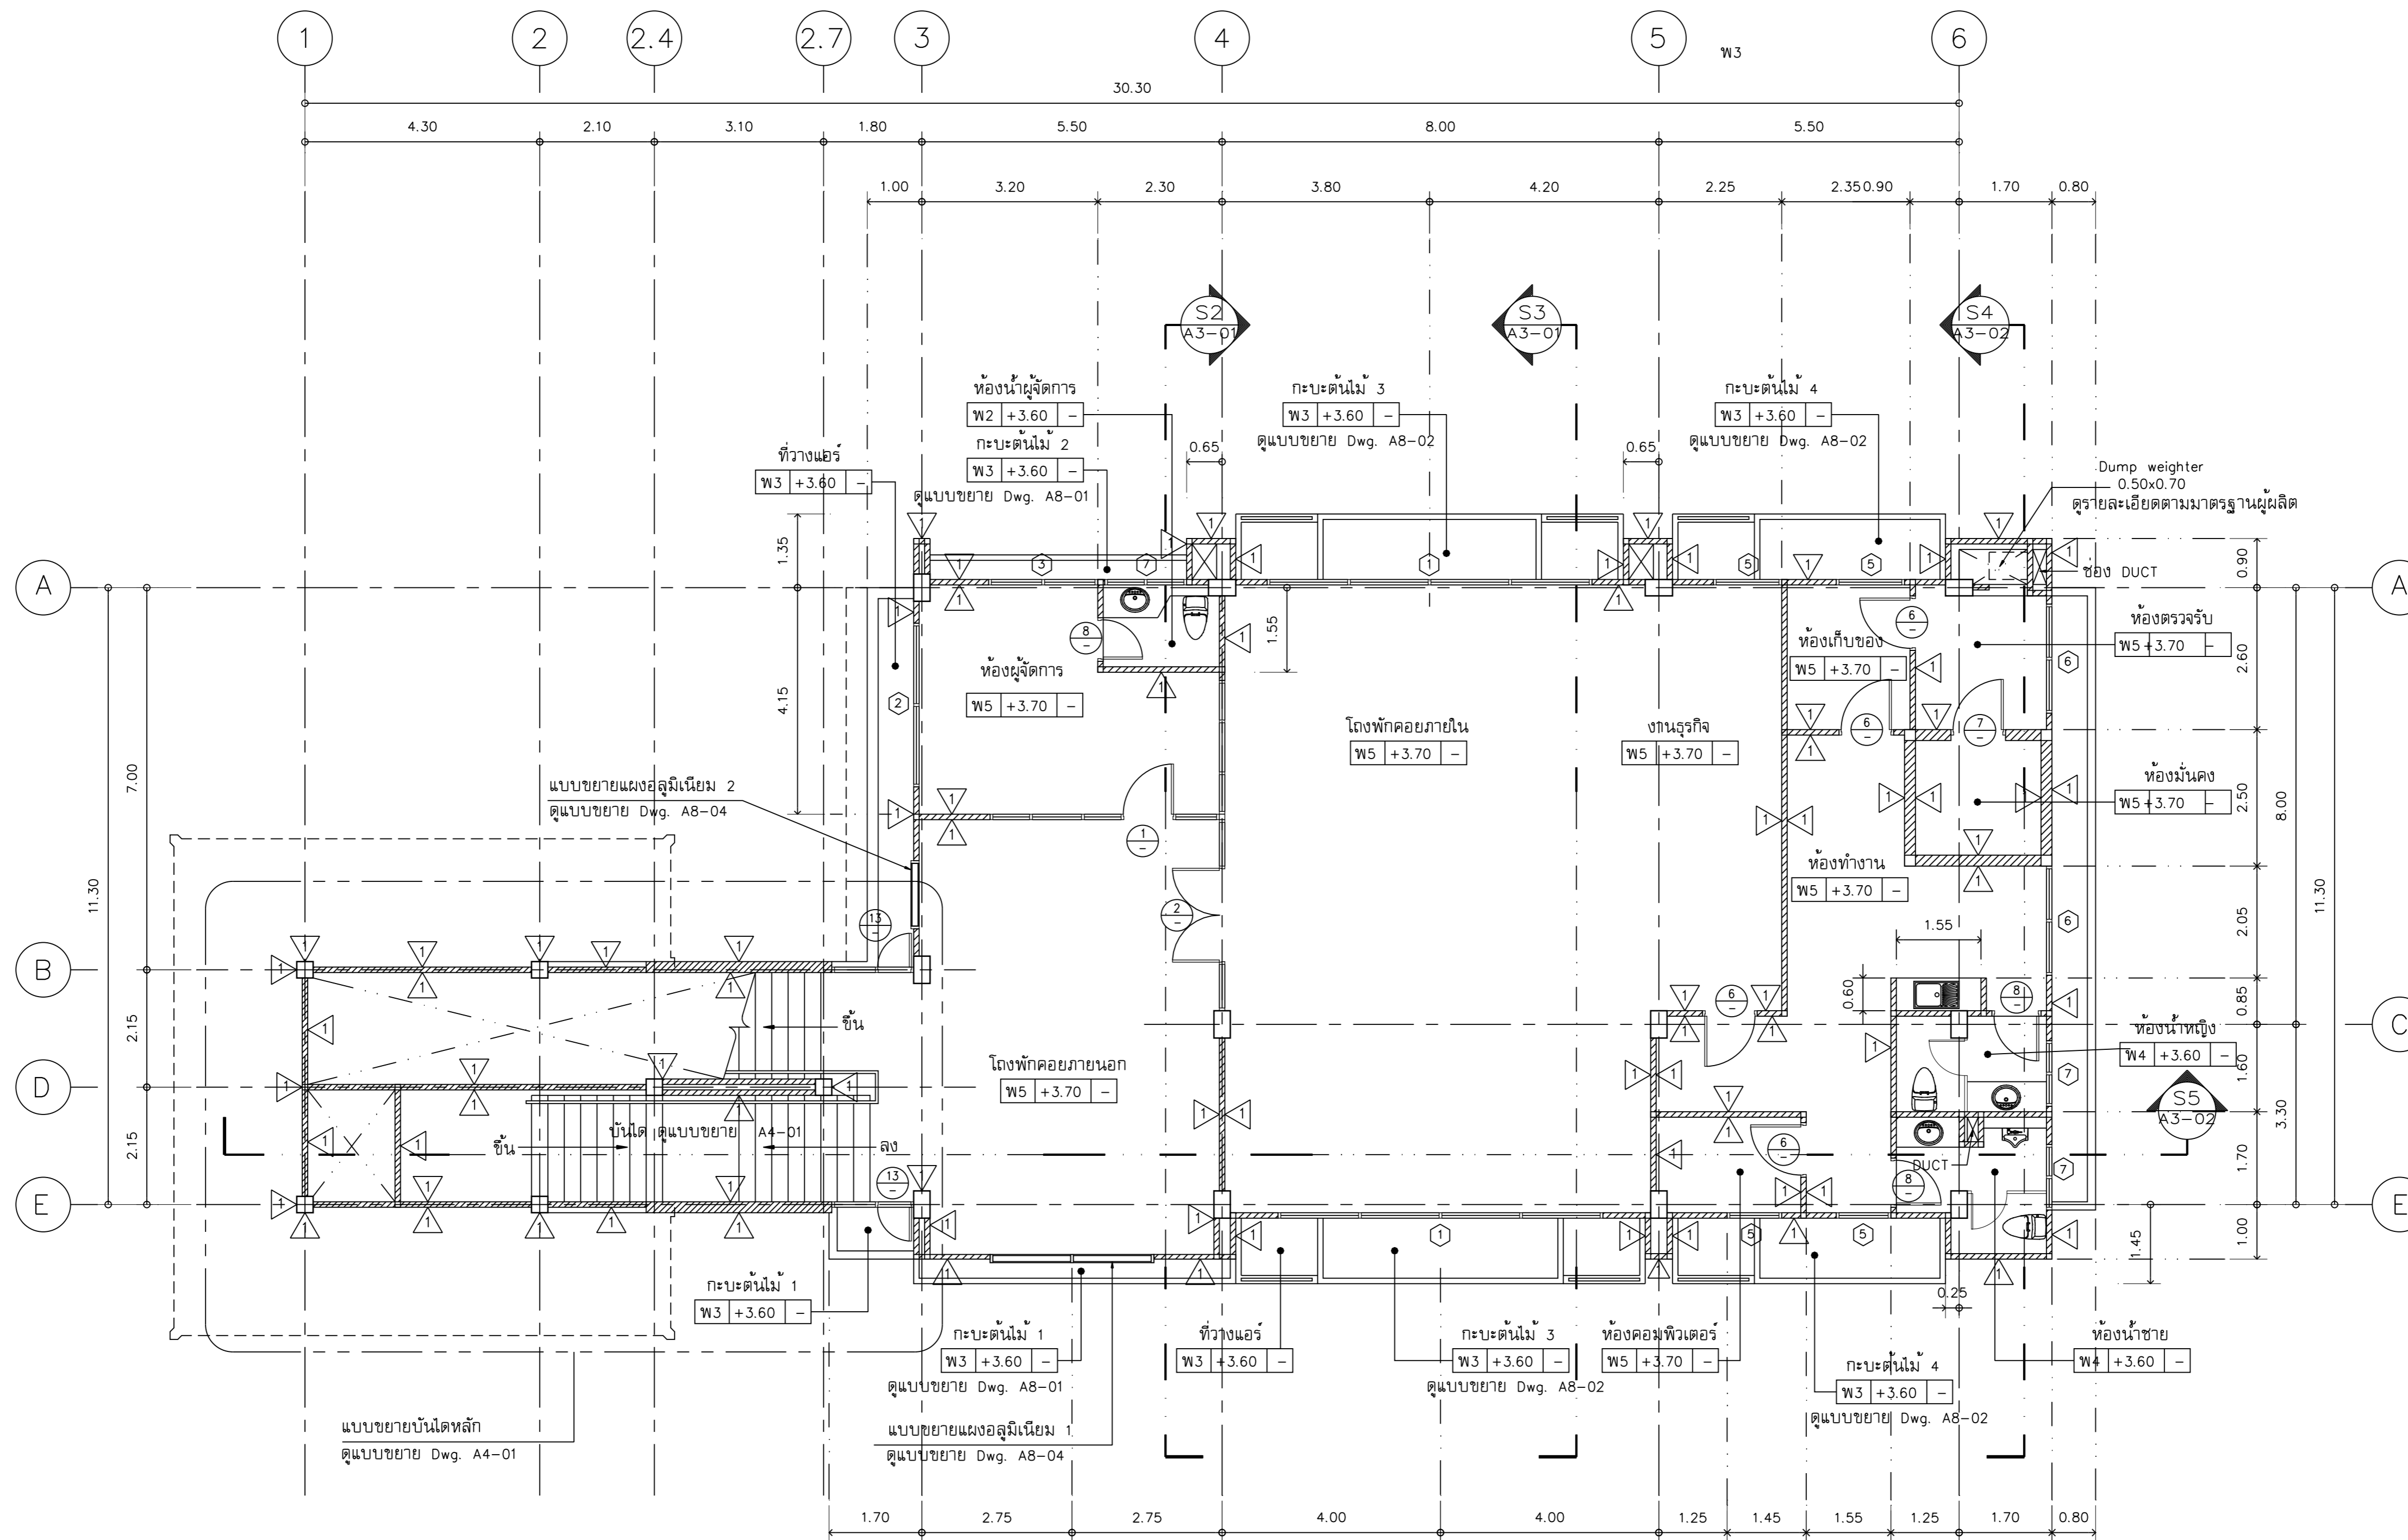 1 2 2.4 2.7 3 4 5 6
พ3
30.30
4.30 2.10 3.10 1.80 5.50 8.00 5.50
1.00 3.20 2.30 3.80 4.20 2.25 2.35 0.90 1.70 0.80
S2
A3-01
S3
A3-01
S4
A3-02
ห้องน้ำผู้จัดการ
พ2 +3.60 -
กะบะต้นไม้ 2
พ3 +3.60 -
ดูแบบขยาย Dwg. A8-01
กะบะต้นไม้ 3
พ3 +3.60 -
ดูแบบขยาย Dwg. A8-02
กะบะต้นไม้ 4
พ3 +3.60 -
ดูแบบขยาย Dwg. A8-02
ที่วางแอร์
พ3 +3.60 -
0.65
0.65
Dump weighter
0.50x0.70
ดูรายละเอียดตามมาตรฐานผู้ผลิต
ช่อง DUCT
1.35
4.15
1.55
A
A
0.90
ห้องตรวจรับ
พ5 +3.70 -
2.60
ห้องเก็บของ
พ5 +3.70 -
ห้องผู้จัดการ
พ5 +3.70 -
โถงพักคอยภายใน
พ5 +3.70 -
งานธุรกิจ
พ5 +3.70 -
ห้องมั่นคง
พ5 +3.70 -
2.50
8.00
7.00
11.30
11.30
แบบขยายแผงอลูมิเนียม 2
ดูแบบขยาย Dwg. A8-04
ห้องทำงาน
พ5 +3.70 -
1.55
2.05
0.60
0.85
B
C
D
E
E
2.15
2.15
ขึ้น
ขึ้น
ลง
บันได ดูแบบขยาย A4-01
โถงพักคอยภายนอก
พ5 +3.70 -
ห้องน้ำหญิง
พ4 +3.60 -
1.60
S5
A3-02
3.30
1.70
DUCT
1.00
1.45
0.25
กะบะต้นไม้ 1
พ3 +3.60 -
กะบะต้นไม้ 1
พ3 +3.60 -
ดูแบบขยาย Dwg. A8-01
ที่วางแอร์
พ3 +3.60 -
กะบะต้นไม้ 3
พ3 +3.60 -
ดูแบบขยาย Dwg. A8-02
ห้องคอมพิวเตอร์
พ5 +3.70 -
กะบะต้นไม้ 4
พ3 +3.60 -
ดูแบบขยาย Dwg. A8-02
ห้องน้ำชาย
พ4 +3.60 -
แบบขยายบันไดหลัก
ดูแบบขยาย Dwg. A4-01
แบบขยายแผงอลูมิเนียม 1
ดูแบบขยาย Dwg. A8-04
1.70 2.75 2.75 4.00 4.00 1.25 1.45 1.55 1.25 1.70 0.80